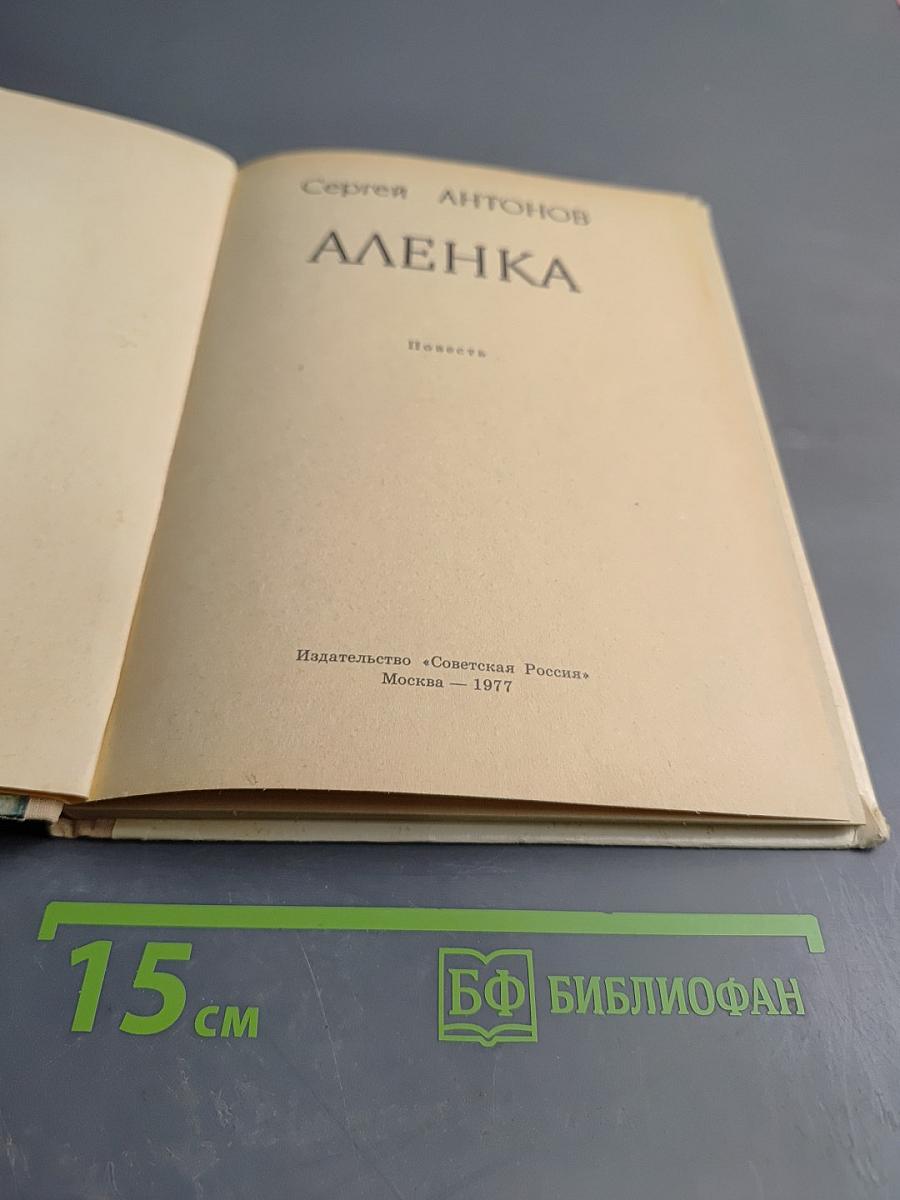 Сергей АНТОНОВ
АЛЕНКА
Повесть
Издательство «Советская Россия»
Москва — 1977
15 см
БФ БИБЛИОФАН